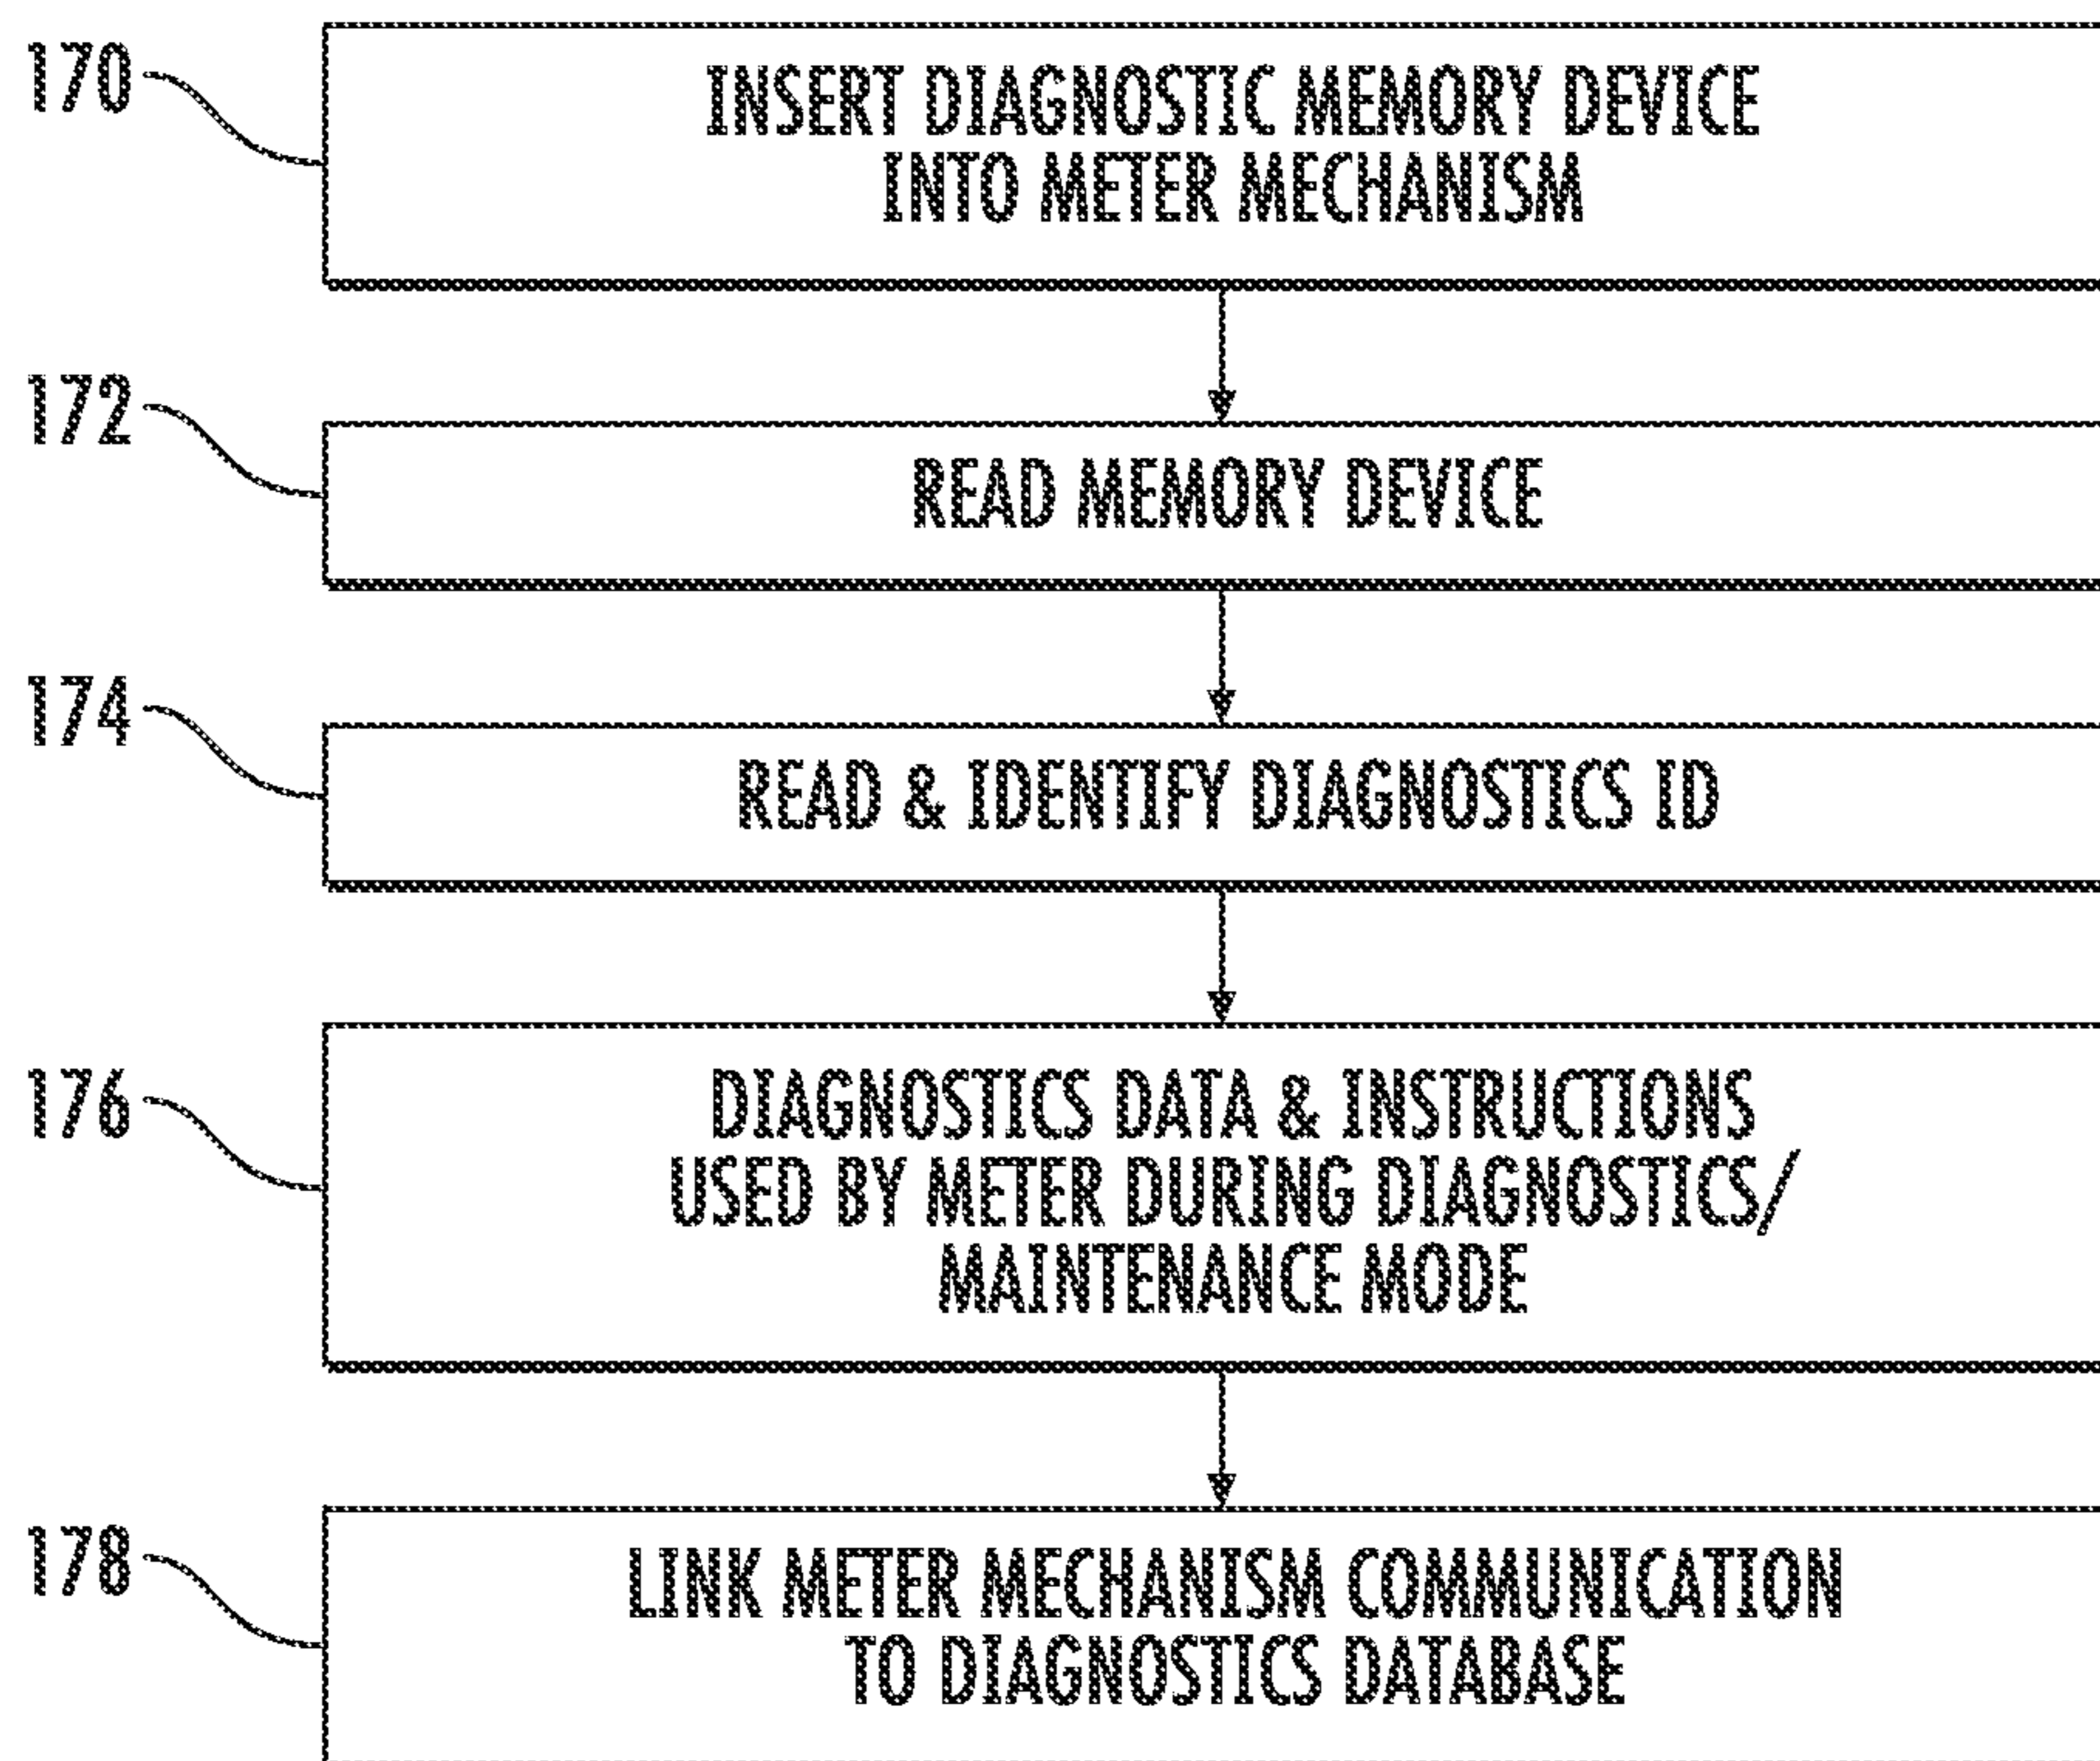 170
INSERT DIAGNOSTIC MEMORY DEVICE
INTO METER MECHANISM
172
READ MEMORY DEVICE
174
READ & IDENTIFY DIAGNOSTICS ID
176
DIAGNOSTICS DATA & INSTRUCTIONS
USED BY METER DURING DIAGNOSTICS/
MAINTENANCE MODE
178
LINK METER MECHANISM COMMUNICATION
TO DIAGNOSTICS DATABASE